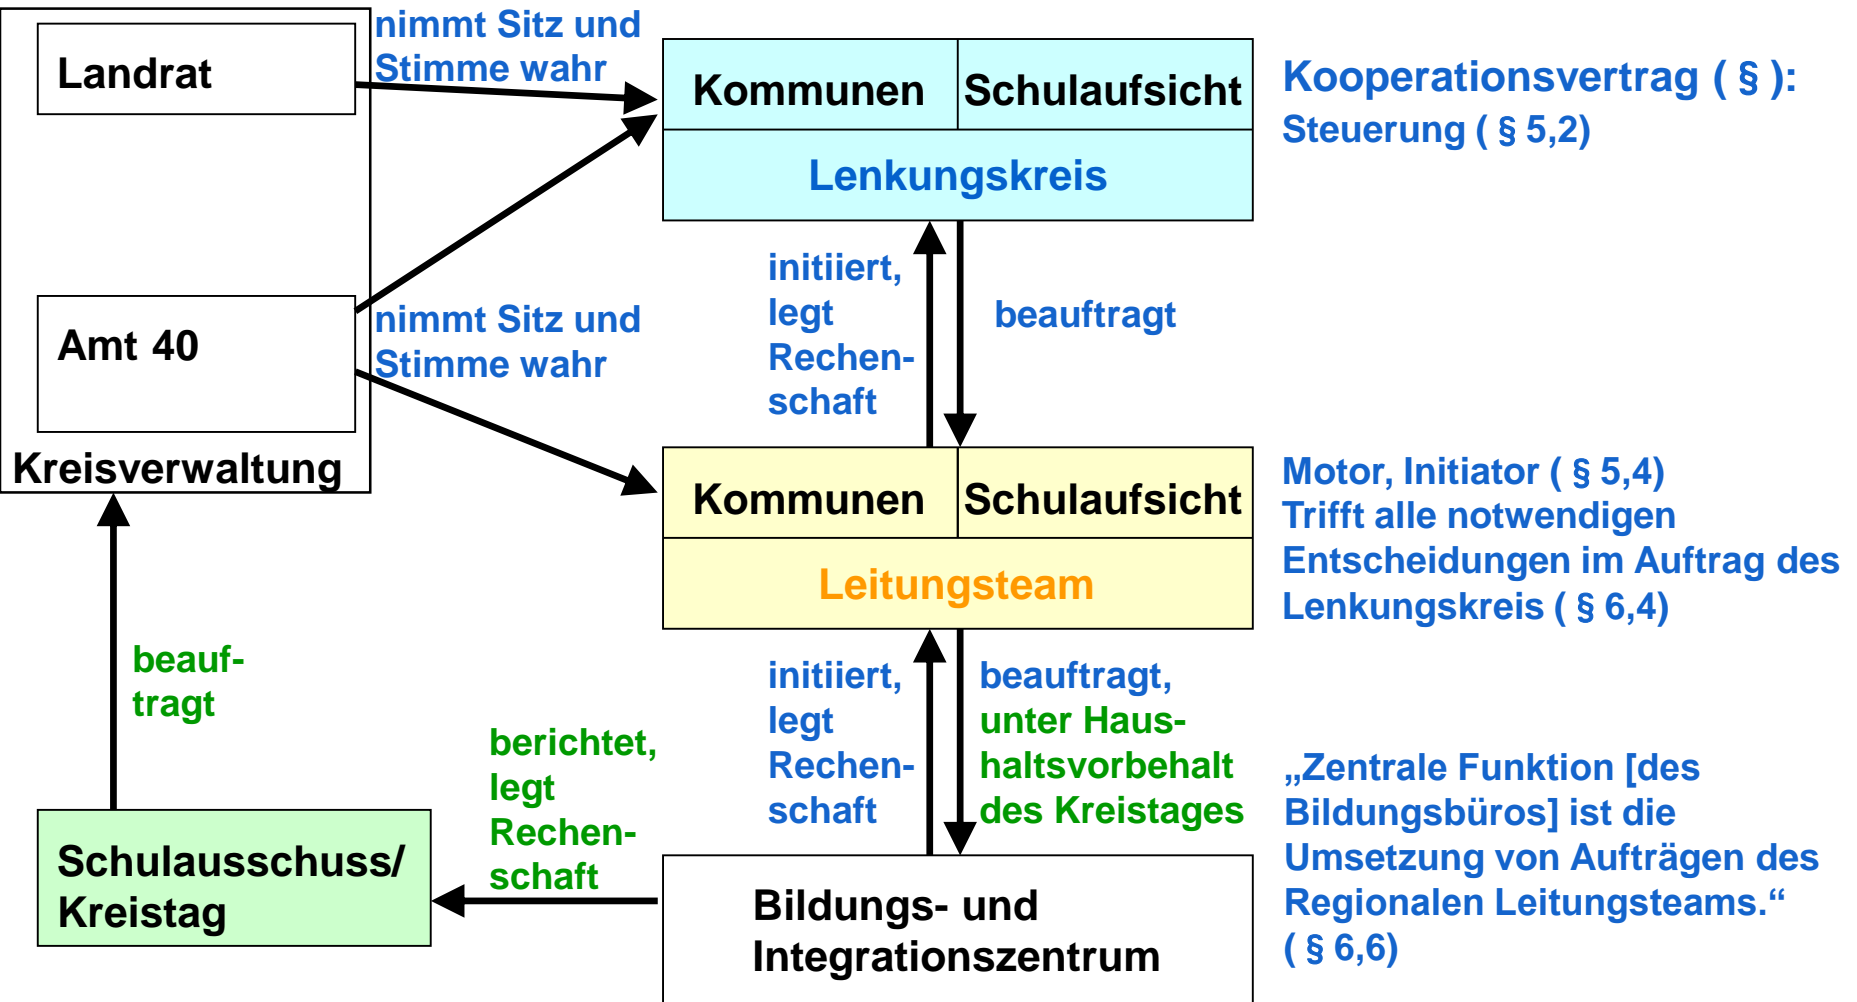 Landrat
Amt 40
Kreisverwaltung
nimmt Sitz und
Stimme wahr
nimmt Sitz und
Stimme wahr
Kommunen
Schulaufsicht
Lenkungskreis
Kooperationsvertrag ( § ):
Steuerung ( § 5,2)
initiiert,
legt
Rechen-
schaft
beauftragt
Kommunen
Schulaufsicht
Leitungsteam
Motor, Initiator ( § 5,4)
Trifft alle notwendigen
Entscheidungen im Auftrag des
Lenkungskreis ( § 6,4)
beauf-
tragt
berichtet,
legt
Rechen-
schaft
initiiert,
legt
Rechen-
schaft
beauftragt,
unter Haus-
haltsvorbehalt
des Kreistages
Schulausschuss/
Kreistag
Bildungs- und
Integrationszentrum
„Zentrale Funktion [des
Bildungsbüros] ist die
Umsetzung von Aufträgen des
Regionalen Leitungsteams.“
( § 6,6)